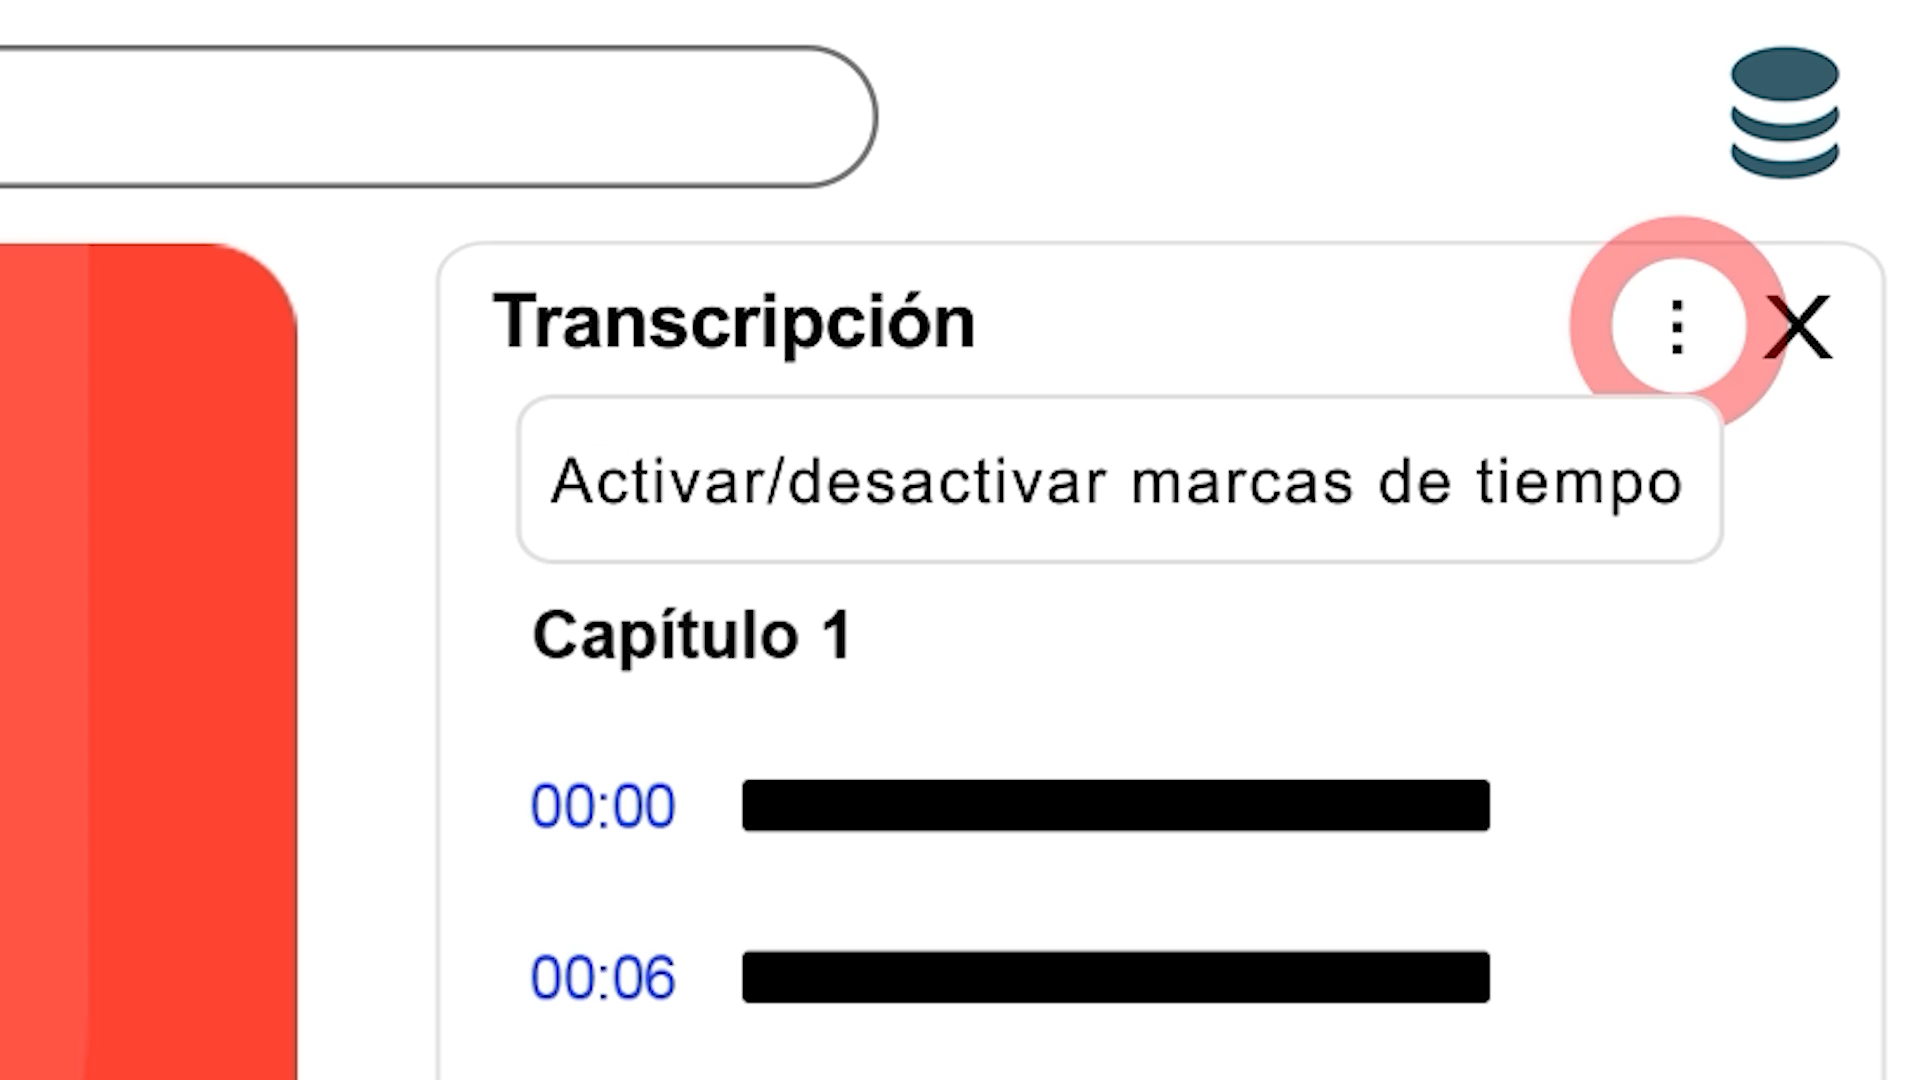 Transcripción
Activar/desactivar marcas de tiempo
Capítulo 1
00:00
00:06